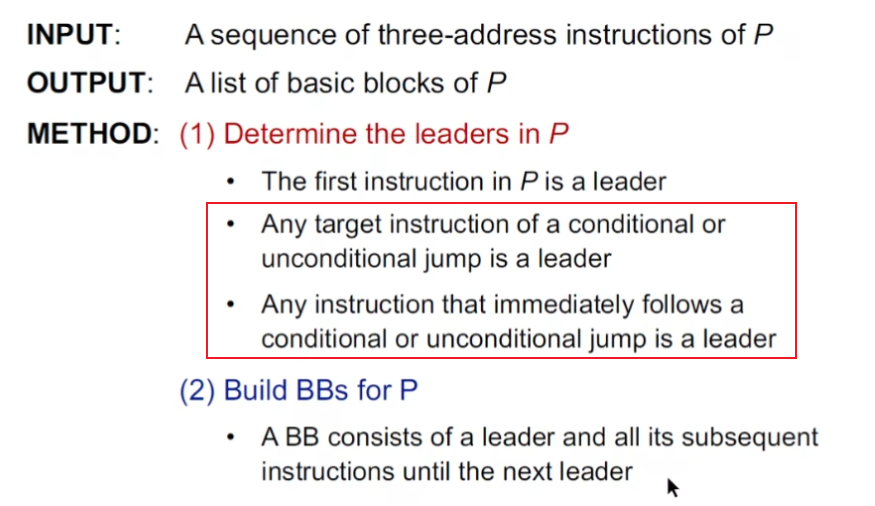 INPUT: A sequence of three-address instructions of P
OUTPUT: A list of basic blocks of P
METHOD: (1) Determine the leaders in P
• The first instruction in P is a leader
• Any target instruction of a conditional or
unconditional jump is a leader
• Any instruction that immediately follows a
conditional or unconditional jump is a leader
(2) Build BBs for P
• A BB consists of a leader and all its subsequent
instructions until the next leader